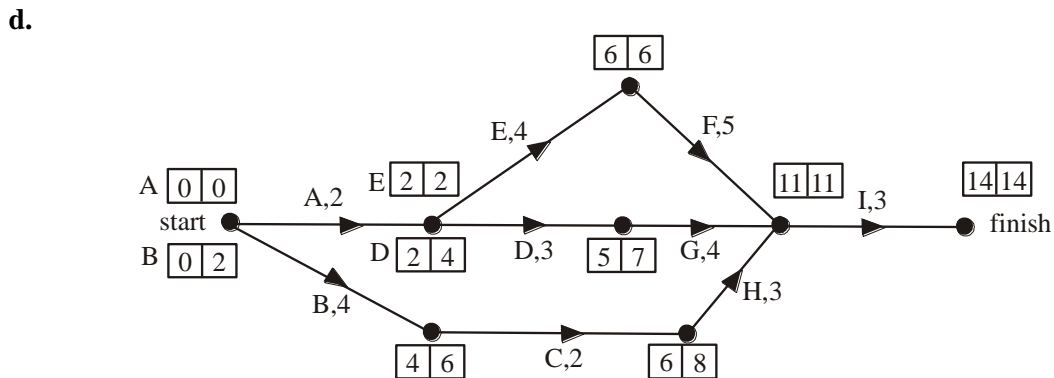 d.
6 6
E,4
F,5
A 0 0
E 2 2
11 11
14 14
A,2
I,3
start
finish
B 0 2
D 2 4
D,3
5 7
G,4
B,4
H,3
4 6
C,2
6 8